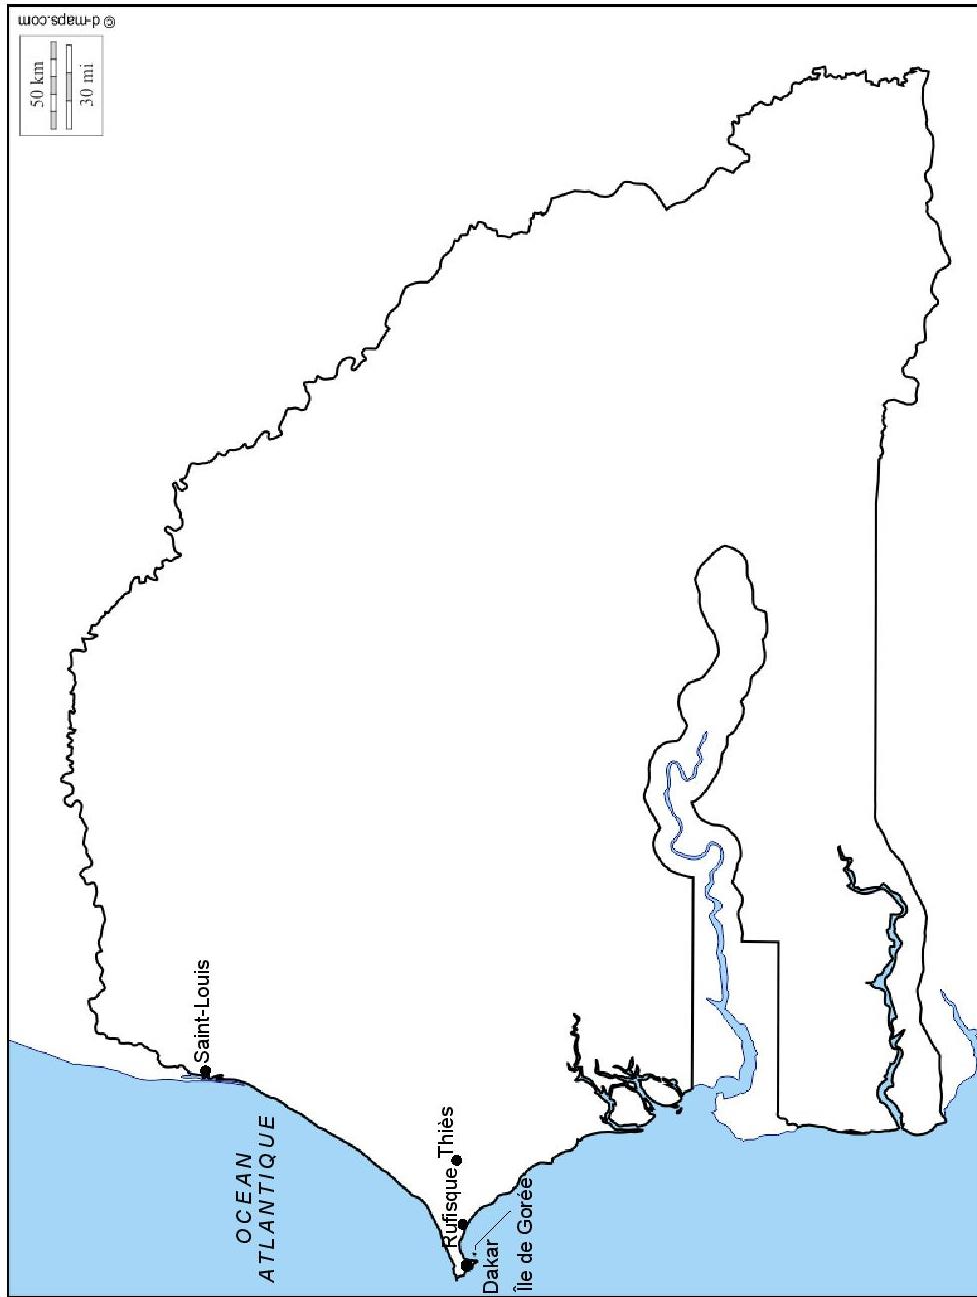 © d-maps.com
50 km
30 mi
Saint-Louis
OCEAN
ATLANTIQUE
Thiès
Rufisque
Dakar
Île de Gorée